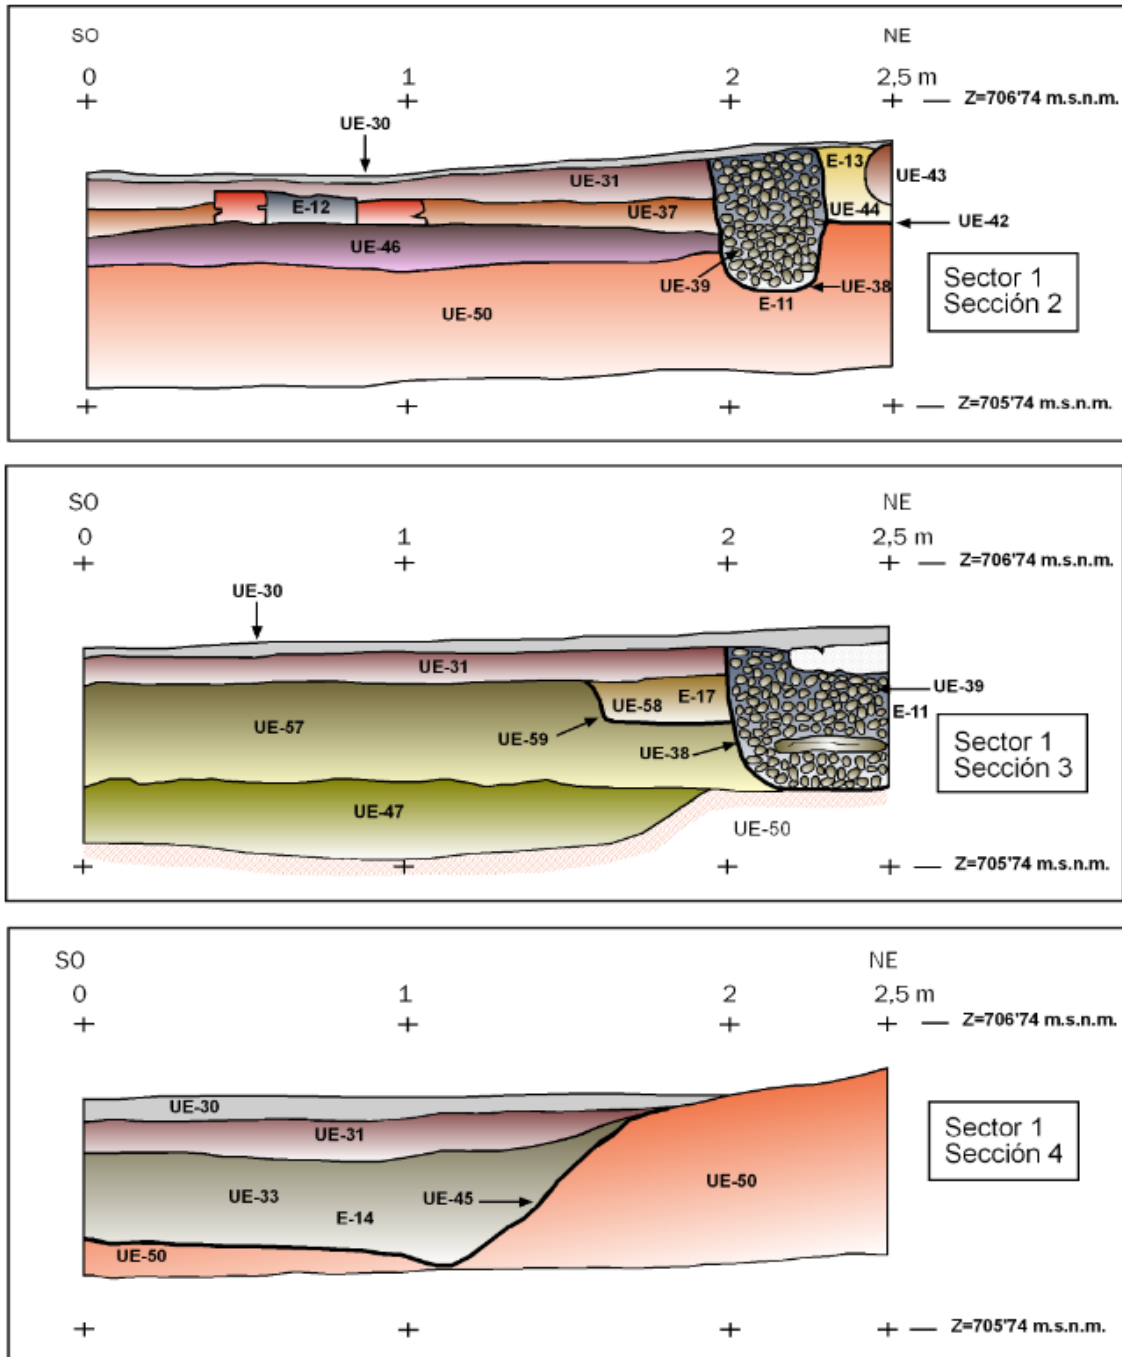 SO NE
0 1 2 2,5 m
Z=706'74 m.s.n.m.
UE-30
E-13
UE-31
UE-43
E-12
UE-37
UE-44
UE-42
UE-46
UE-39
UE-38
E-11
UE-50
Sector 1
Sección 2
Z=705'74 m.s.n.m.
SO NE
0 1 2 2,5 m
Z=706'74 m.s.n.m.
UE-30
UE-31
UE-39
UE-58
E-17
E-11
UE-57
UE-59
UE-38
Sector 1
Sección 3
UE-47
UE-50
Z=705'74 m.s.n.m.
SO NE
0 1 2 2,5 m
Z=706'74 m.s.n.m.
UE-30
UE-31
Sector 1
Sección 4
UE-33
UE-45
UE-50
E-14
UE-50
Z=705'74 m.s.n.m.